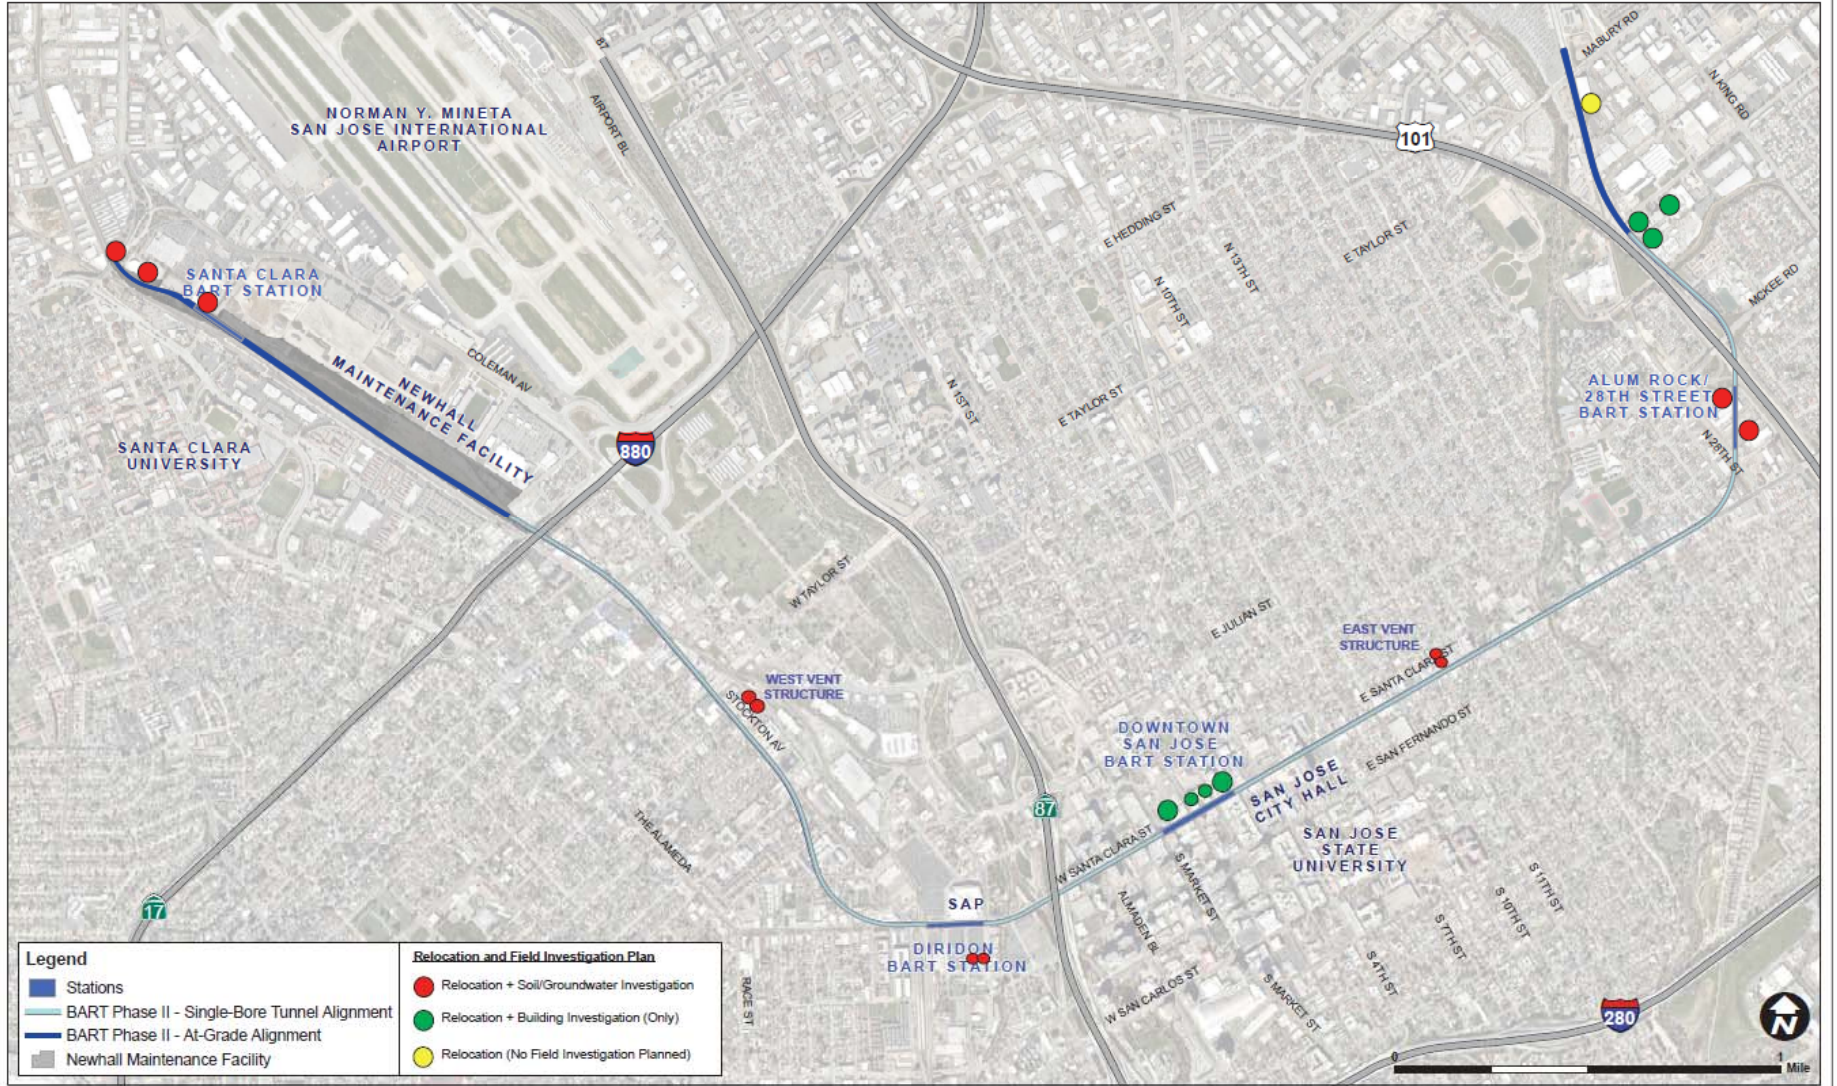 MABURY RD
N KING RD
87
AIRPORT BL
NORMAN Y. MINETA
SAN JOSE INTERNATIONAL
AIRPORT
101
E HEDDING ST
N 13TH ST
E TAYLOR ST
N 10TH ST
MCKEE RD
SANTA CLARA
BART STATION
COLEMAN AV
NEWHALL
MAINTENANCE FACILITY
N 1ST ST
E TAYLOR ST
ALUM ROCK/
28TH STREET
BART STATION
N 28TH ST
SANTA CLARA
UNIVERSITY
880
W TAYLOR ST
E JULIAN ST
EAST VENT
STRUCTURE
E SANTA CLARA ST
WEST VENT
STRUCTURE
STOCKTON AV
E SAN FERNANDO ST
DOWNTOWN
SAN JOSE
BART STATION
SAN JOSE
CITY HALL
87
SAN JOSE
STATE
UNIVERSITY
THE ALAMEDA
W SANTA CLARA ST
S MARKET ST
ALMADEN BL
S 11TH ST
S 10TH ST
S 7TH ST
S 4TH ST
17
SAP
DIRIDON
BART STATION
RACE ST
W SAN CARLOS ST
S MARKET ST
280
N
0
1
Mile
Legend
Stations
BART Phase II - Single-Bore Tunnel Alignment
BART Phase II - At-Grade Alignment
Newhall Maintenance Facility
Relocation and Field Investigation Plan
Relocation + Soil/Groundwater Investigation
Relocation + Building Investigation (Only)
Relocation (No Field Investigation Planned)